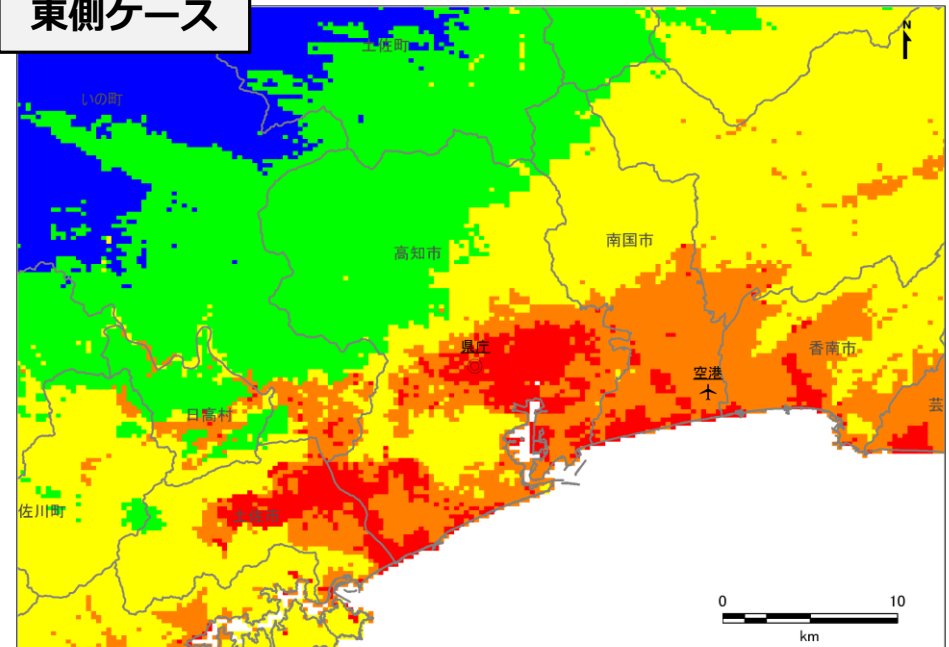 東側ケース
N
土佐町
いの町
高知市
南国市
県庁
香南市
空港
芸
日高村
佐川町
土佐市
0 10
km